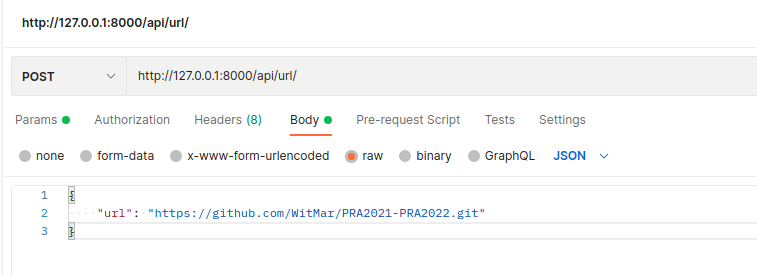 http://127.0.0.1:8000/api/url/
POST http://127.0.0.1:8000/api/url/
Params Authorization Headers (8) Body Pre-request Script Tests Settings
none form-data x-www-form-urlencoded raw binary GraphQL JSON
1 {
2 "url": "https://github.com/WitMar/PRA2021-PRA2022.git"
3 }